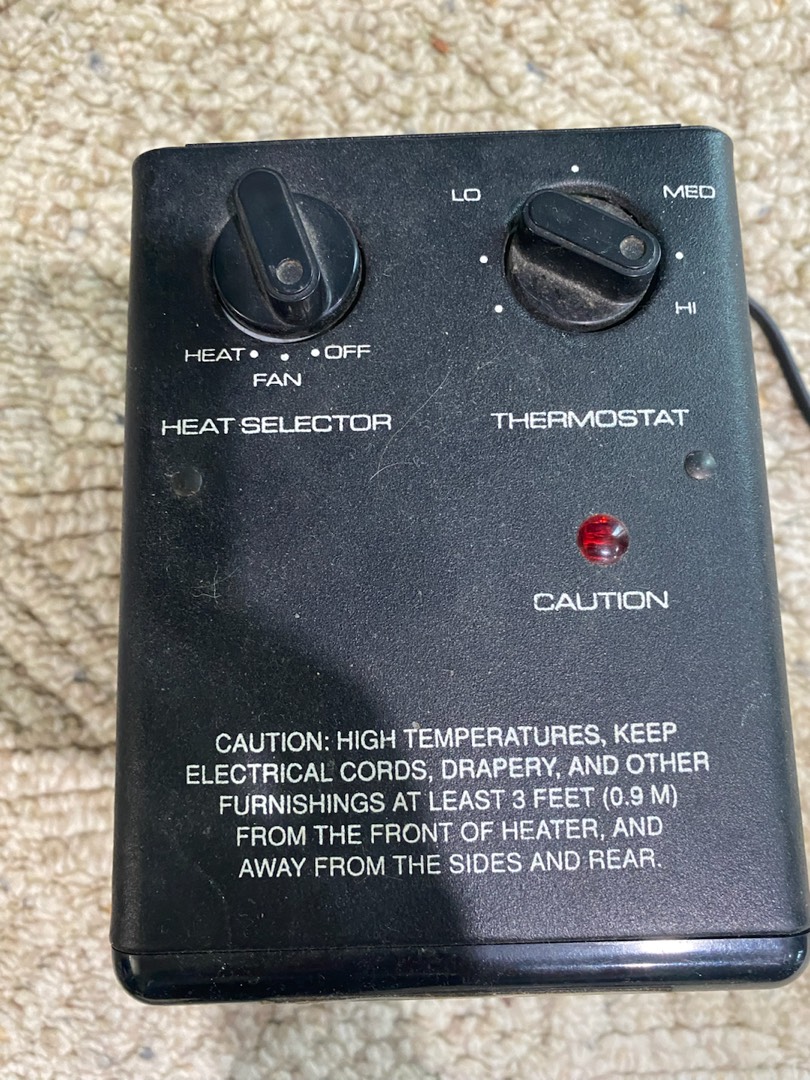 LO
MED
HI
HEAT OFF
FAN
HEAT SELECTOR
THERMOSTAT
CAUTION
CAUTION: HIGH TEMPERATURES, KEEP
ELECTRICAL CORDS, DRAPERY, AND OTHER
FURNISHINGS AT LEAST 3 FEET (0.9 M)
FROM THE FRONT OF HEATER, AND
AWAY FROM THE SIDES AND REAR.